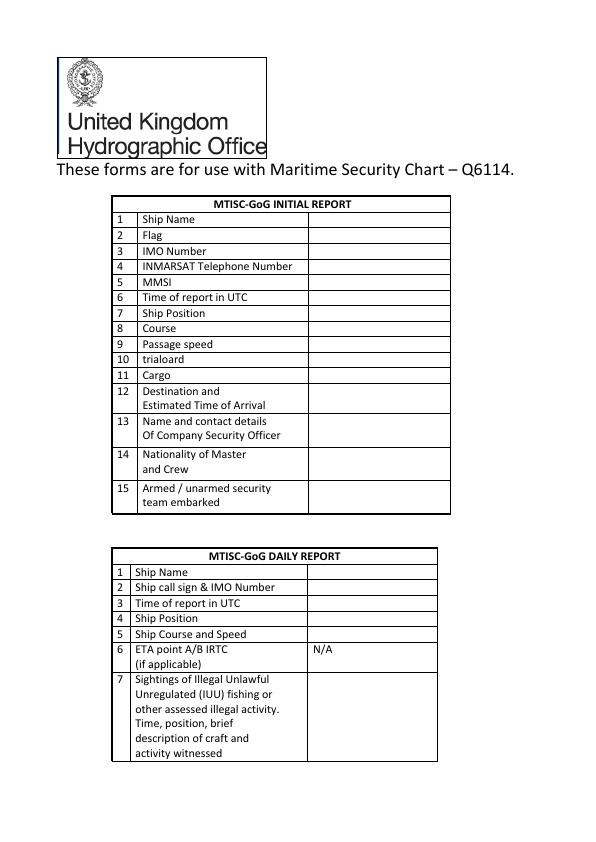 United Kingdom
Hydrographic Office
These forms are for use with Maritime Security Chart – Q6114.
MTISC-GoG INITIAL REPORT
1 Ship Name
2 Flag
3 IMO Number
4 INMARSAT Telephone Number
5 MMSI
6 Time of report in UTC
7 Ship Position
8 Course
9 Passage speed
10 trialoard
11 Cargo
12 Destination and
Estimated Time of Arrival
13 Name and contact details
Of Company Security Officer
14 Nationality of Master
and Crew
15 Armed / unarmed security
team embarked
MTISC-GoG DAILY REPORT
1 Ship Name
2 Ship call sign & IMO Number
3 Time of report in UTC
4 Ship Position
5 Ship Course and Speed
6 ETA point A/B IRTC N/A
(if applicable)
7 Sightings of Illegal Unlawful
Unregulated (IUU) fishing or
other assessed illegal activity.
Time, position, brief
description of craft and
activity witnessed